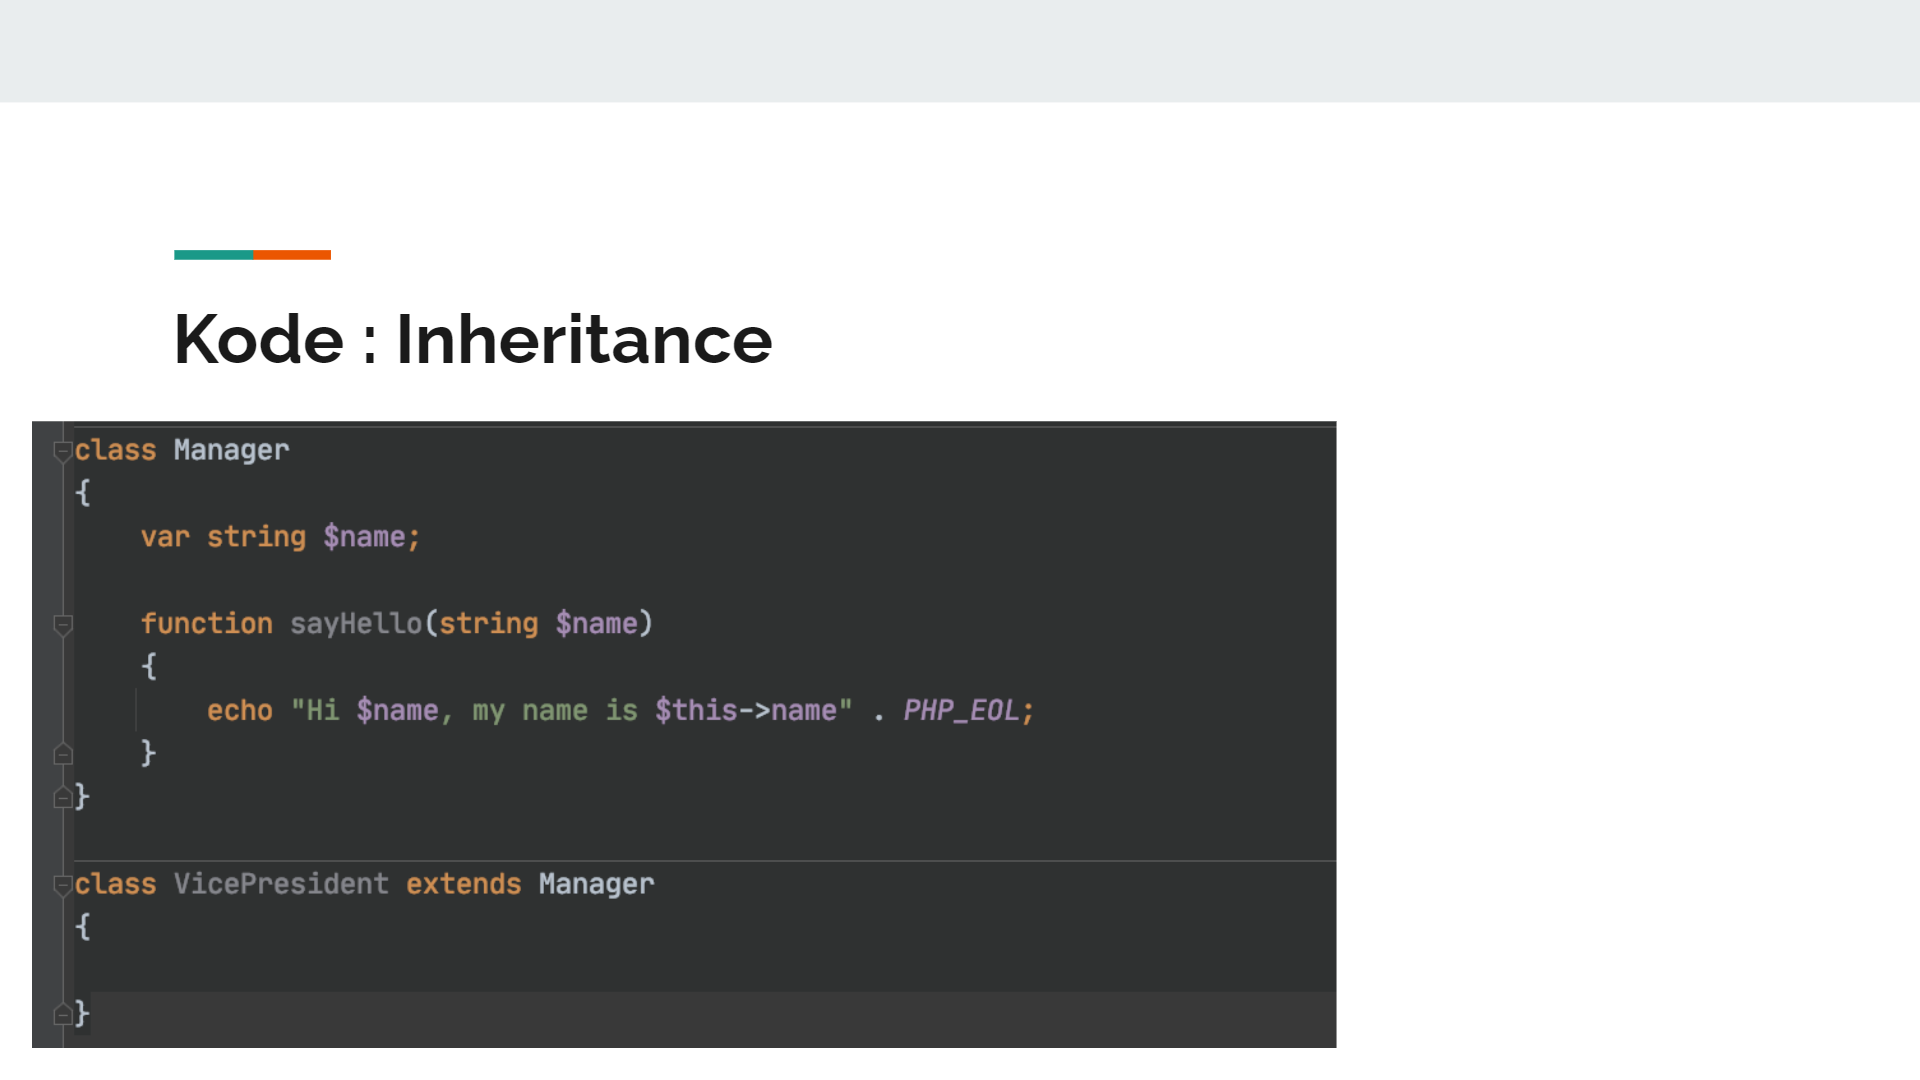 Kode : Inheritance
class Manager
{
    var string $name;
    function sayHello(string $name)
    {
        echo "Hi $name, my name is $this->name" . PHP_EOL;
    }
}
class VicePresident extends Manager
{
}